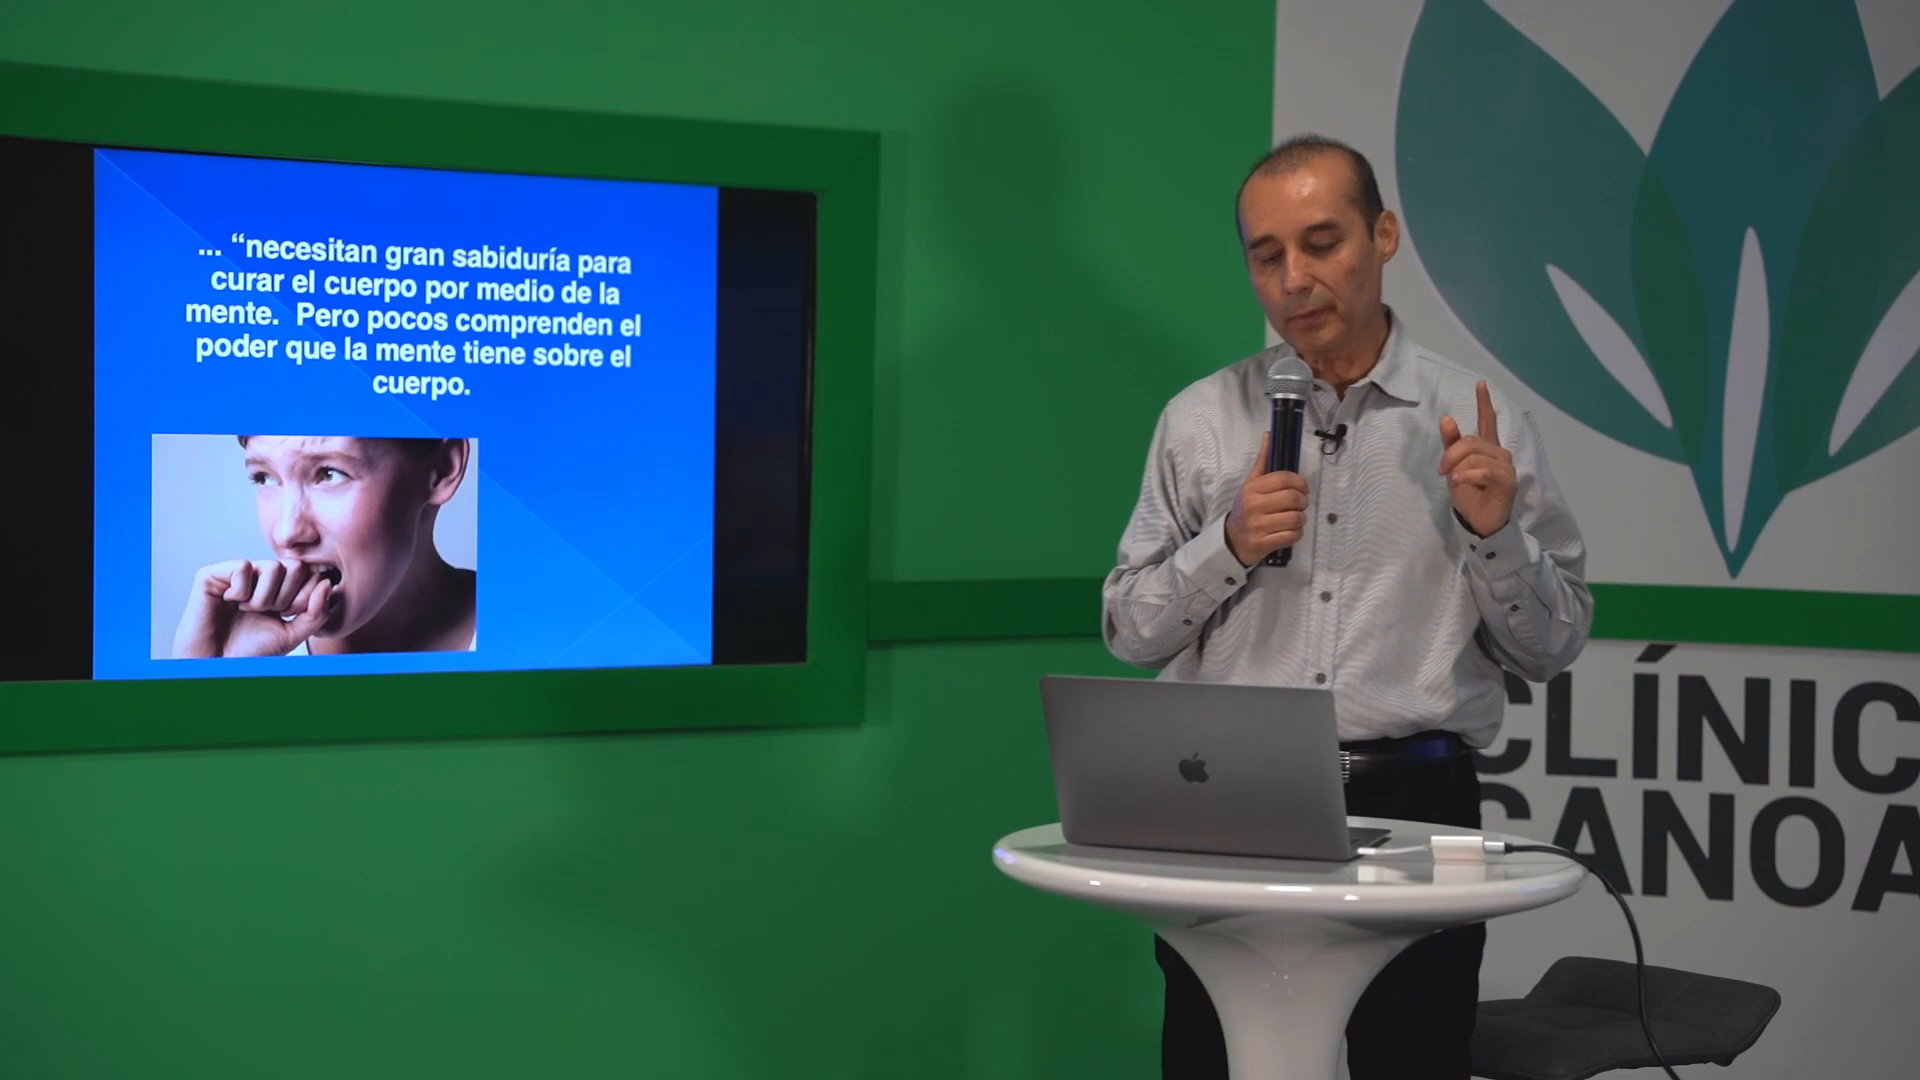 ... “necesitan gran sabiduría para
curar el cuerpo por medio de la
mente.  Pero pocos comprenden el
poder que la mente tiene sobre el
cuerpo.
CLÍNIC
CANOA